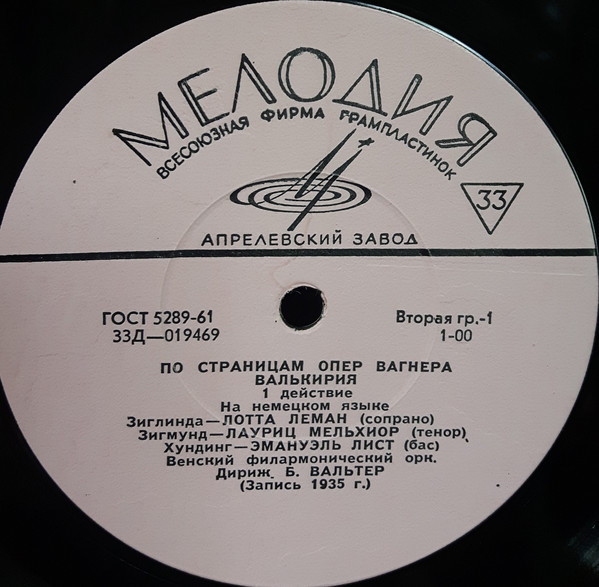 МЕЛОДИЯ
ВСЕСОЮЗНАЯ ФИРМА ГРАМПЛАСТИНОК
33
АПРЕЛЕВСКИЙ ЗАВОД
ГОСТ 5289-61 Вторая гр.-1
33Д—019469 1-00
ПО СТРАНИЦАМ ОПЕР ВАГНЕРА
ВАЛЬКИРИЯ
1 действие
На немецком языке
Зиглинда—ЛОТТА ЛЕМАН (сопрано)
Зигмунд—ЛАУРИЦ МЕЛЬХИОР (тенор)
Хундинг—ЭМАНУЭЛЬ ЛИСТ (бас)
Венский филармонический орк.
Дириж. Б. ВАЛЬТЕР
(Запись 1935 г.)